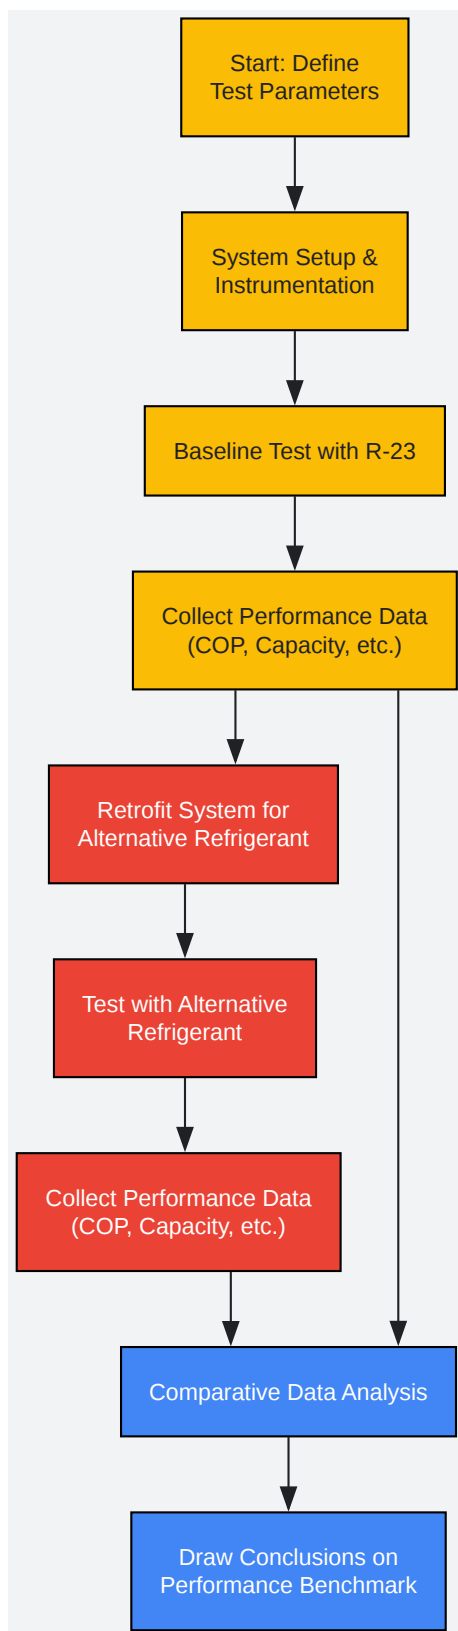 Start: Define
Test Parameters
System Setup &
Instrumentation
Baseline Test with R-23
Collect Performance Data
(COP, Capacity, etc.)
Retrofit System for
Alternative Refrigerant
Test with Alternative
Refrigerant
Collect Performance Data
(COP, Capacity, etc.)
Comparative Data Analysis
Draw Conclusions on
Performance Benchmark